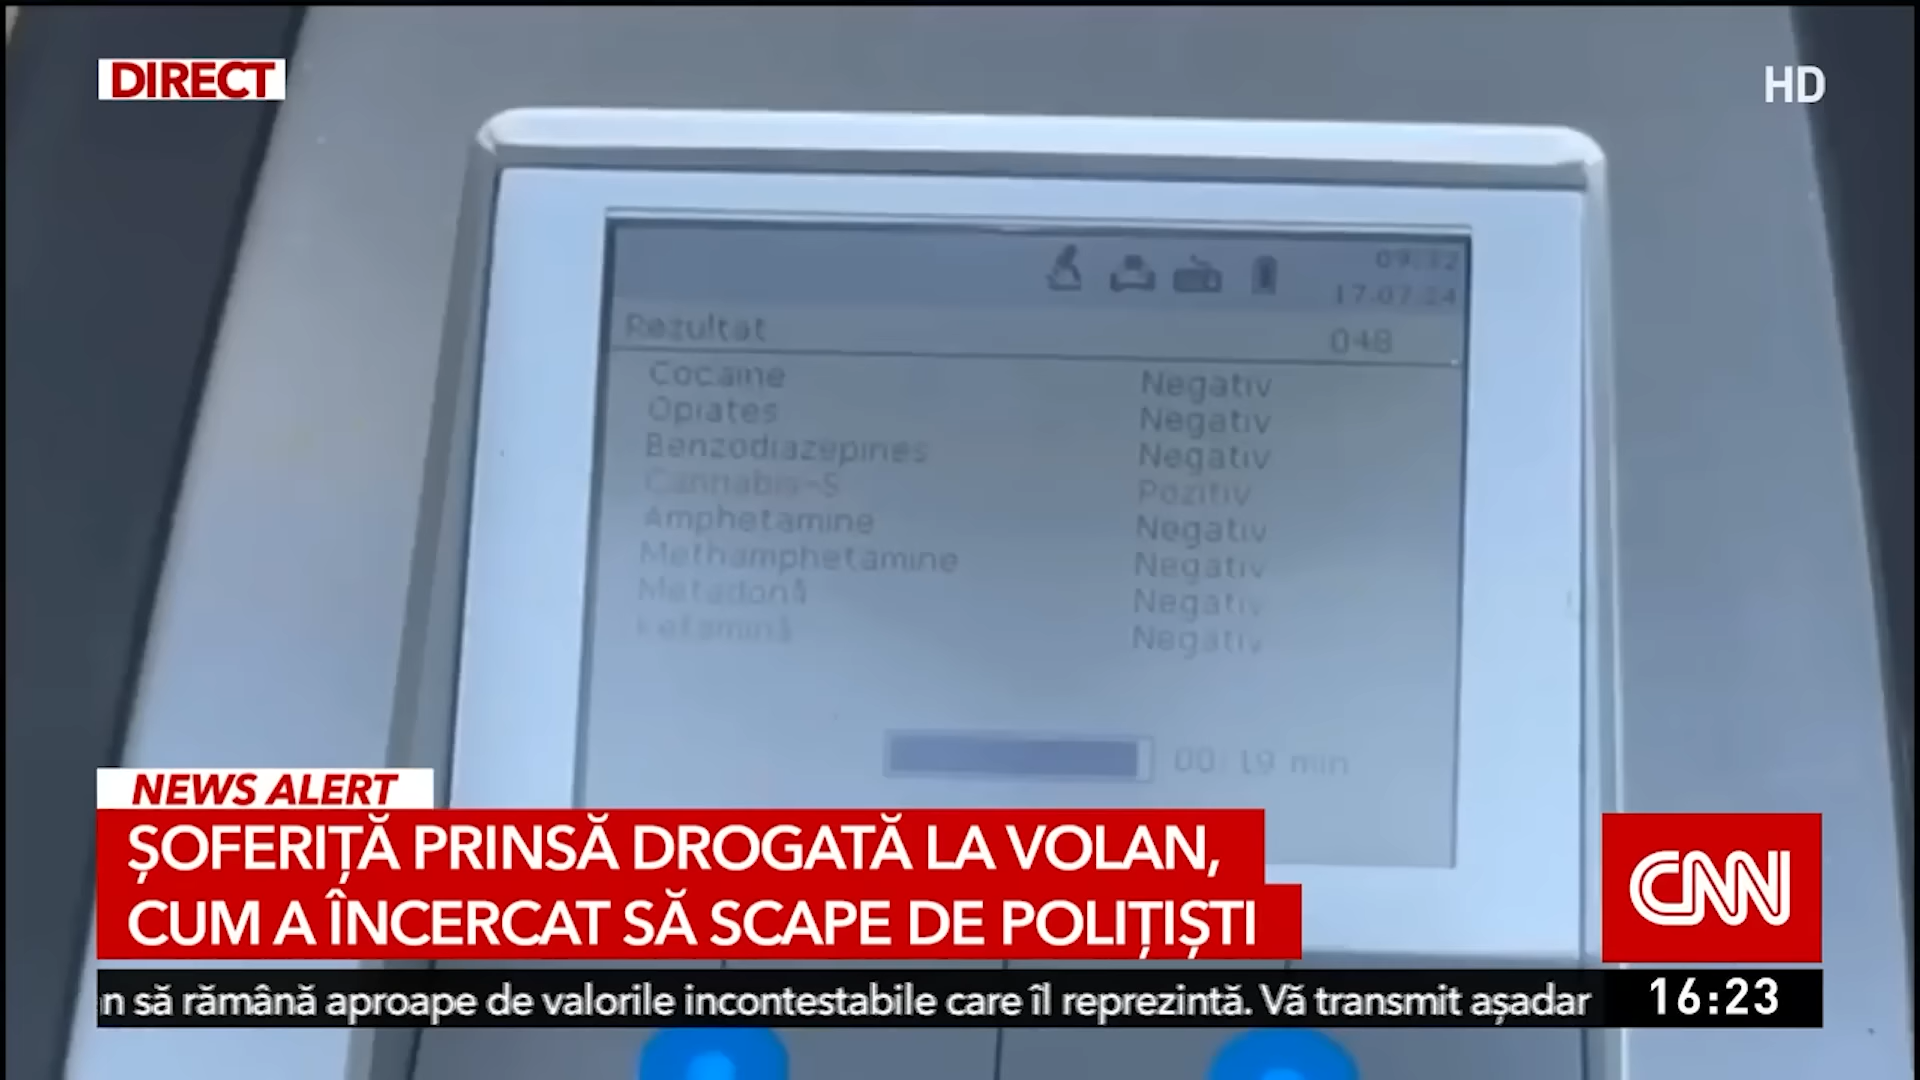 DIRECT
HD
17.07.24
Rezultat 048
Cocaine Negativ
Opiates Negativ
Benzodiazepines Negativ
Cannabis-S Pozitiv
Amphetamine Negativ
Methamphetamine Negativ
Metadonă Negativ
Ketamină Negativ
00:19 min
NEWS ALERT
ȘOFERIȚĂ PRINSĂ DROGATĂ LA VOLAN,
CUM A ÎNCERCAT SĂ SCAPE DE POLIȚIȘTI
CNN
să rămână aproape de valorile incontestabile care îl reprezintă. Vă transmit așadar
16:23